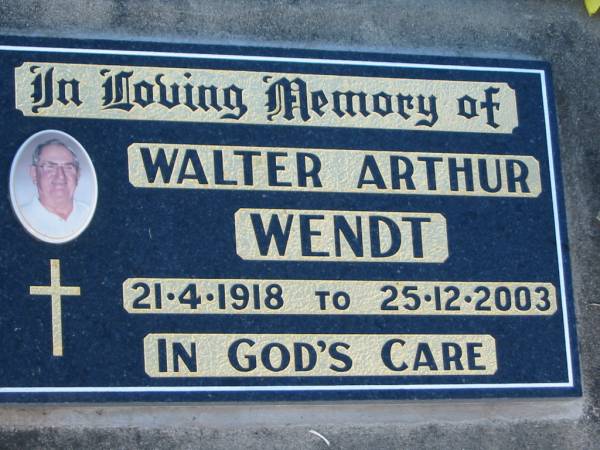 In Loving Memory of
WALTER ARTHUR
WENDT
21·4·1918 TO 25·12·2003
IN GOD'S CARE